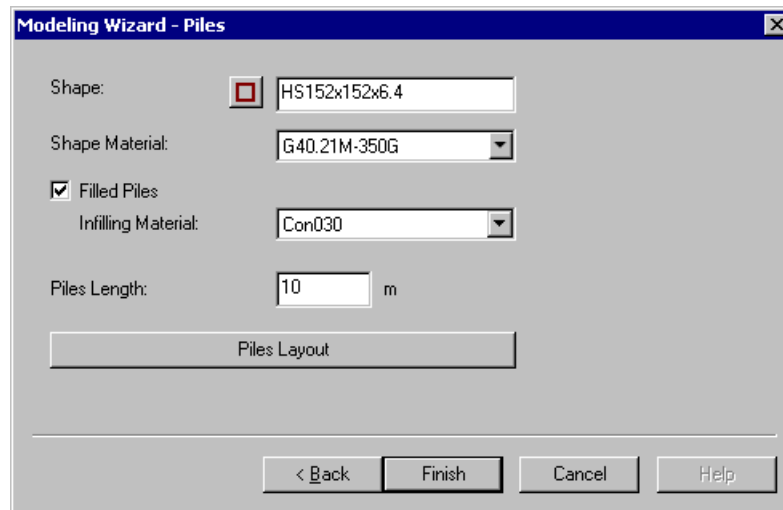 Modeling Wizard - Piles
Shape: HS152x152x6.4
Shape Material: G40.21M-350G
Filled Piles
Infilling Material: Con030
Piles Length: 10 m
Piles Layout
< Back Finish Cancel Help